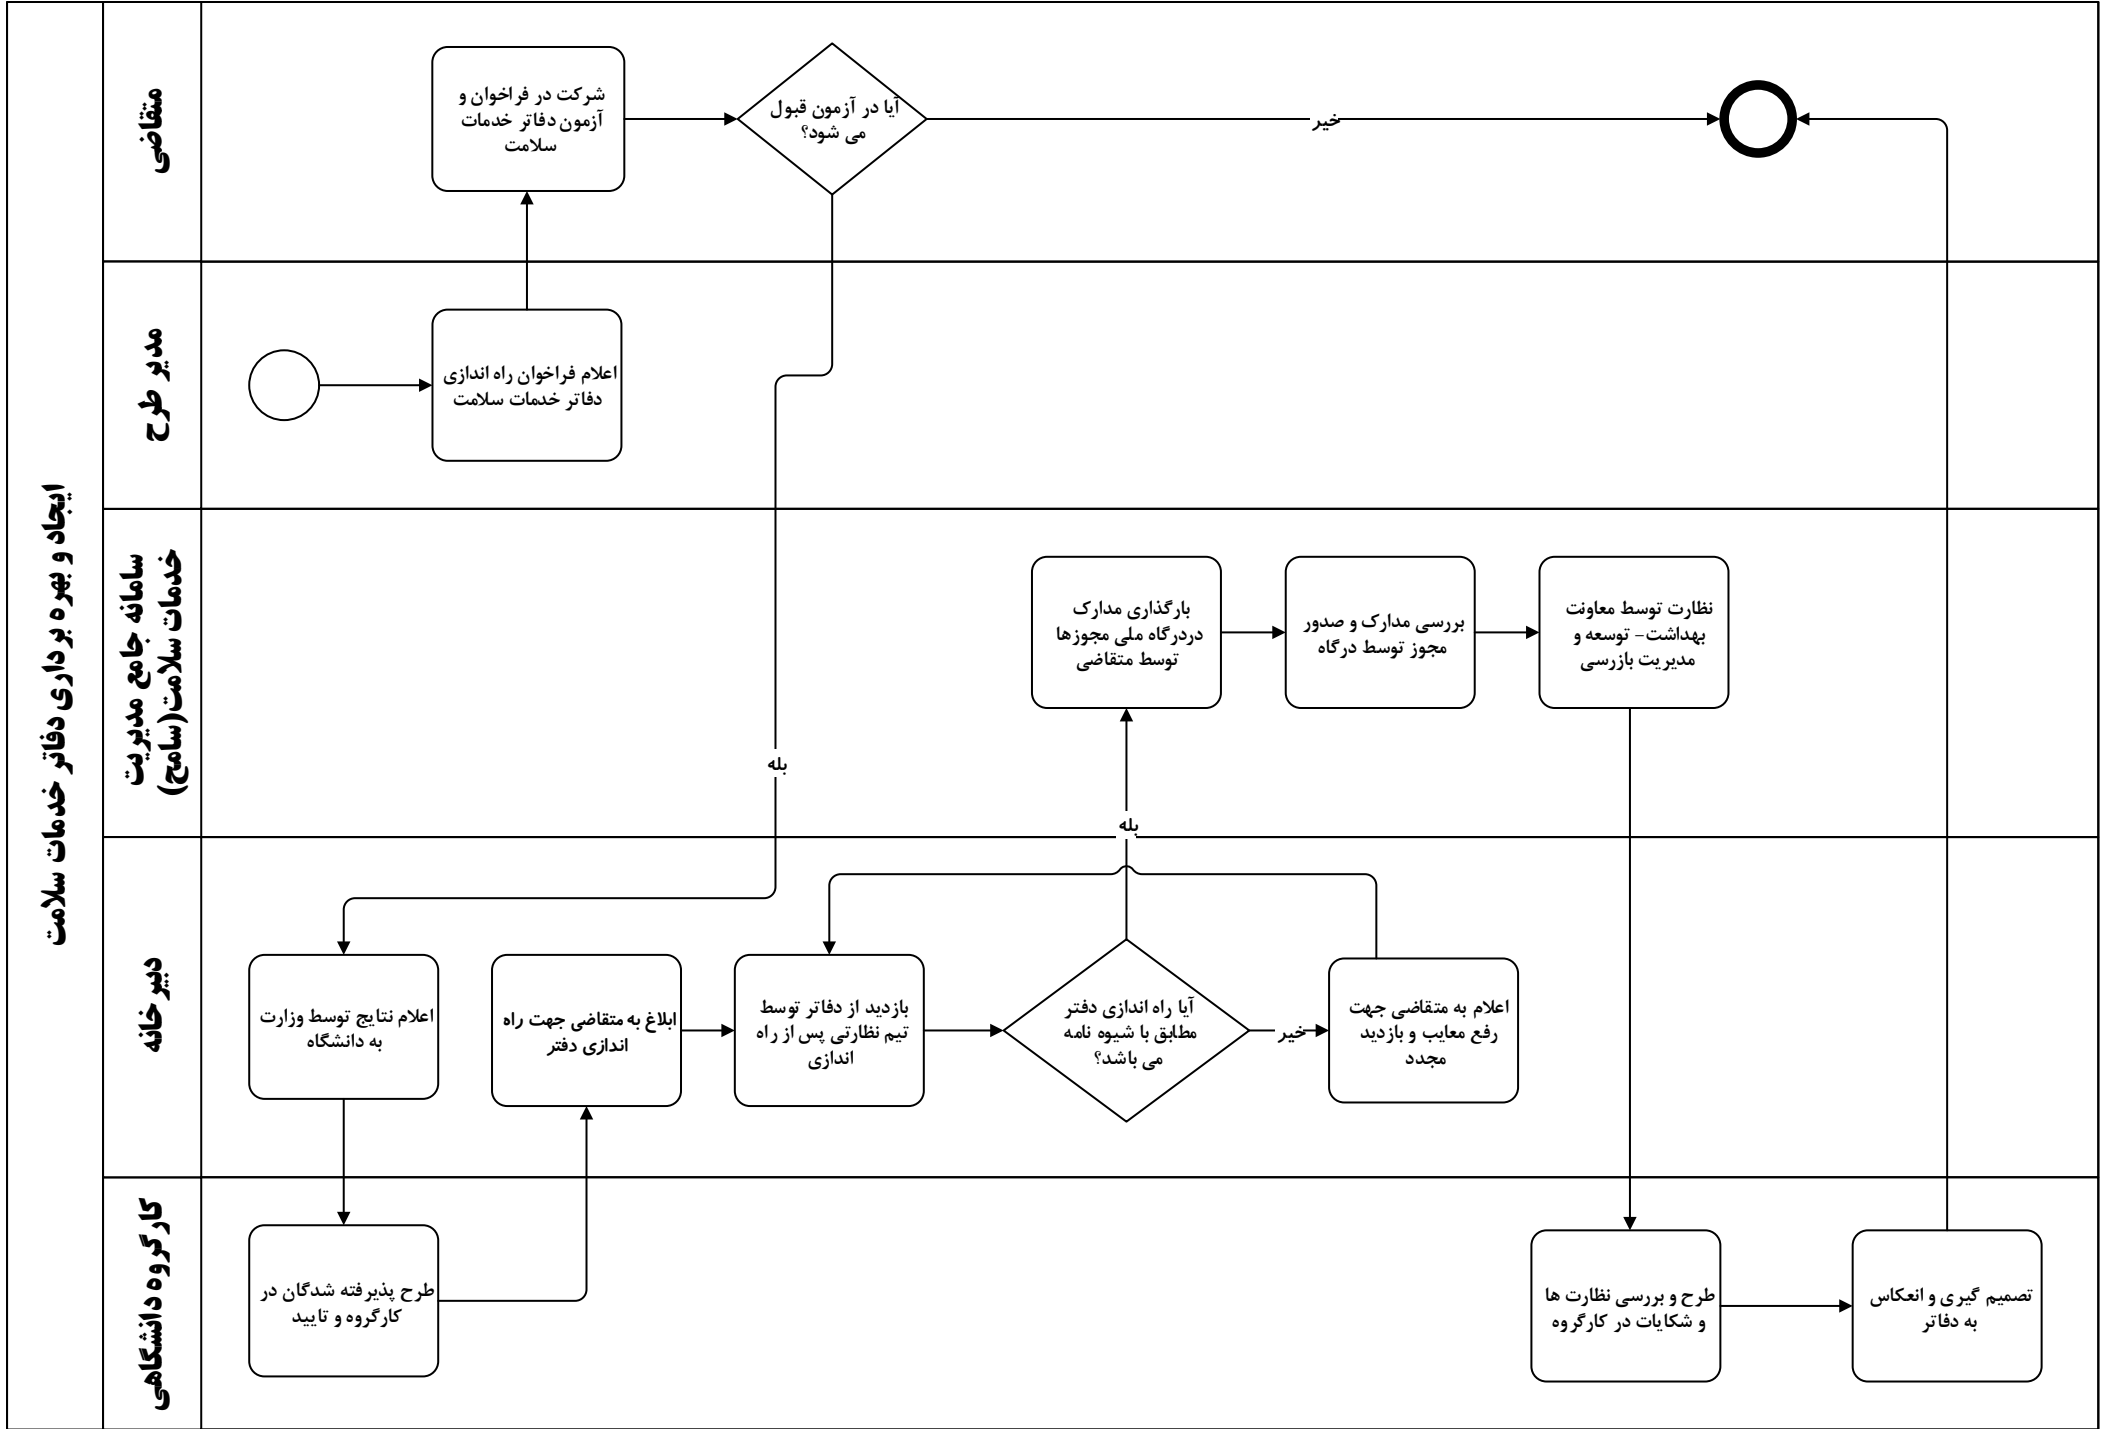 ایجاد و بهره برداری دفاتر خدمات سلامت
متقاضی
شرکت در فراخوان و
آزمون دفاتر خدمات
سلامت
آیا در آزمون قبول
می شود؟
خیر
مدیر طرح
اعلام فراخوان راه اندازی
دفاتر خدمات سلامت
سامانه جامع مدیریت
خدمات سلامت(سامح)
بارگذاری مدارک
دردرگاه ملی مجوزها
توسط متقاضی
بررسی مدارک و صدور
مجوز توسط درگاه
نظارت توسط معاونت
بهداشت- توسعه و
مدیریت بازرسی
بله
بله
دبیرخانه
اعلام نتایج توسط وزارت
به دانشگاه
ابلاغ به متقاضی جهت راه
اندازی دفتر
بازدید از دفاتر توسط
تیم نظارتی پس از راه
اندازی
آیا راه اندازی دفتر
مطابق با شیوه نامه
می باشد؟
خیر
اعلام به متقاضی جهت
رفع معایب و بازدید
مجدد
کارگروه دانشگاهی
طرح پذیرفته شدگان در
کارگروه و تایید
طرح و بررسی نظارت ها
و شکایات در کارگروه
تصمیم گیری و انعکاس
به دفاتر